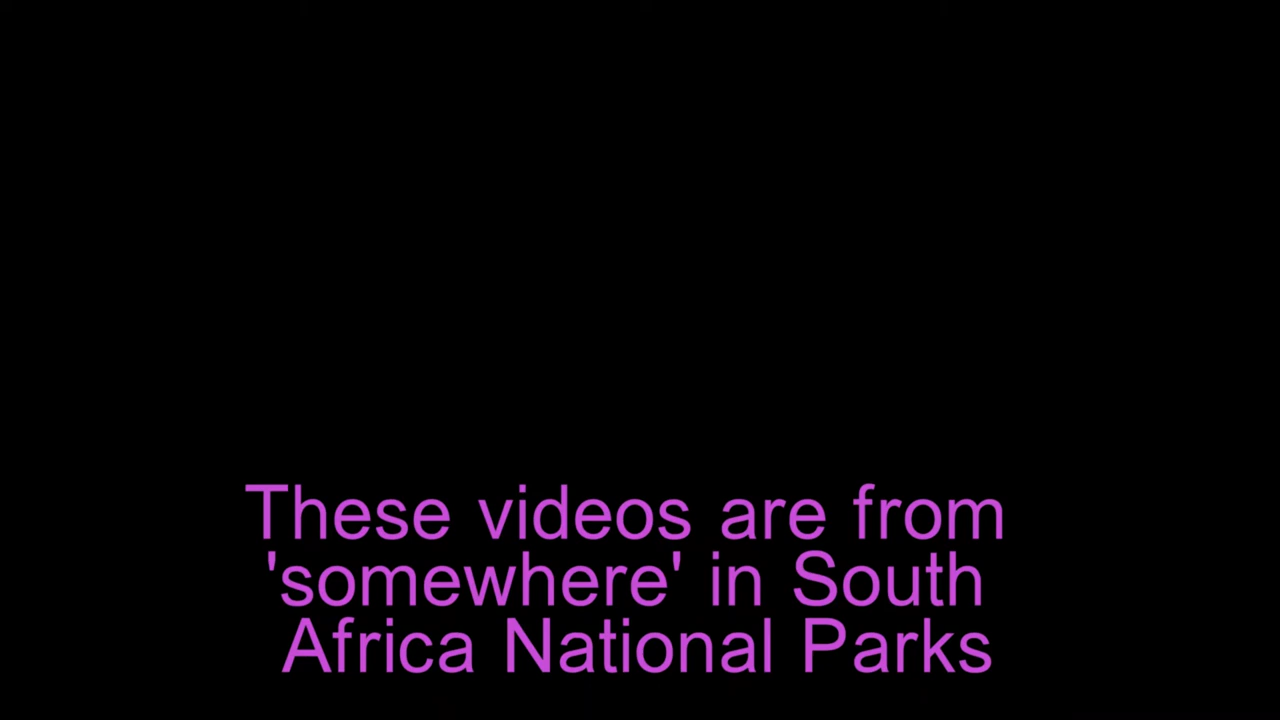 These videos are from
'somewhere' in South
Africa National Parks